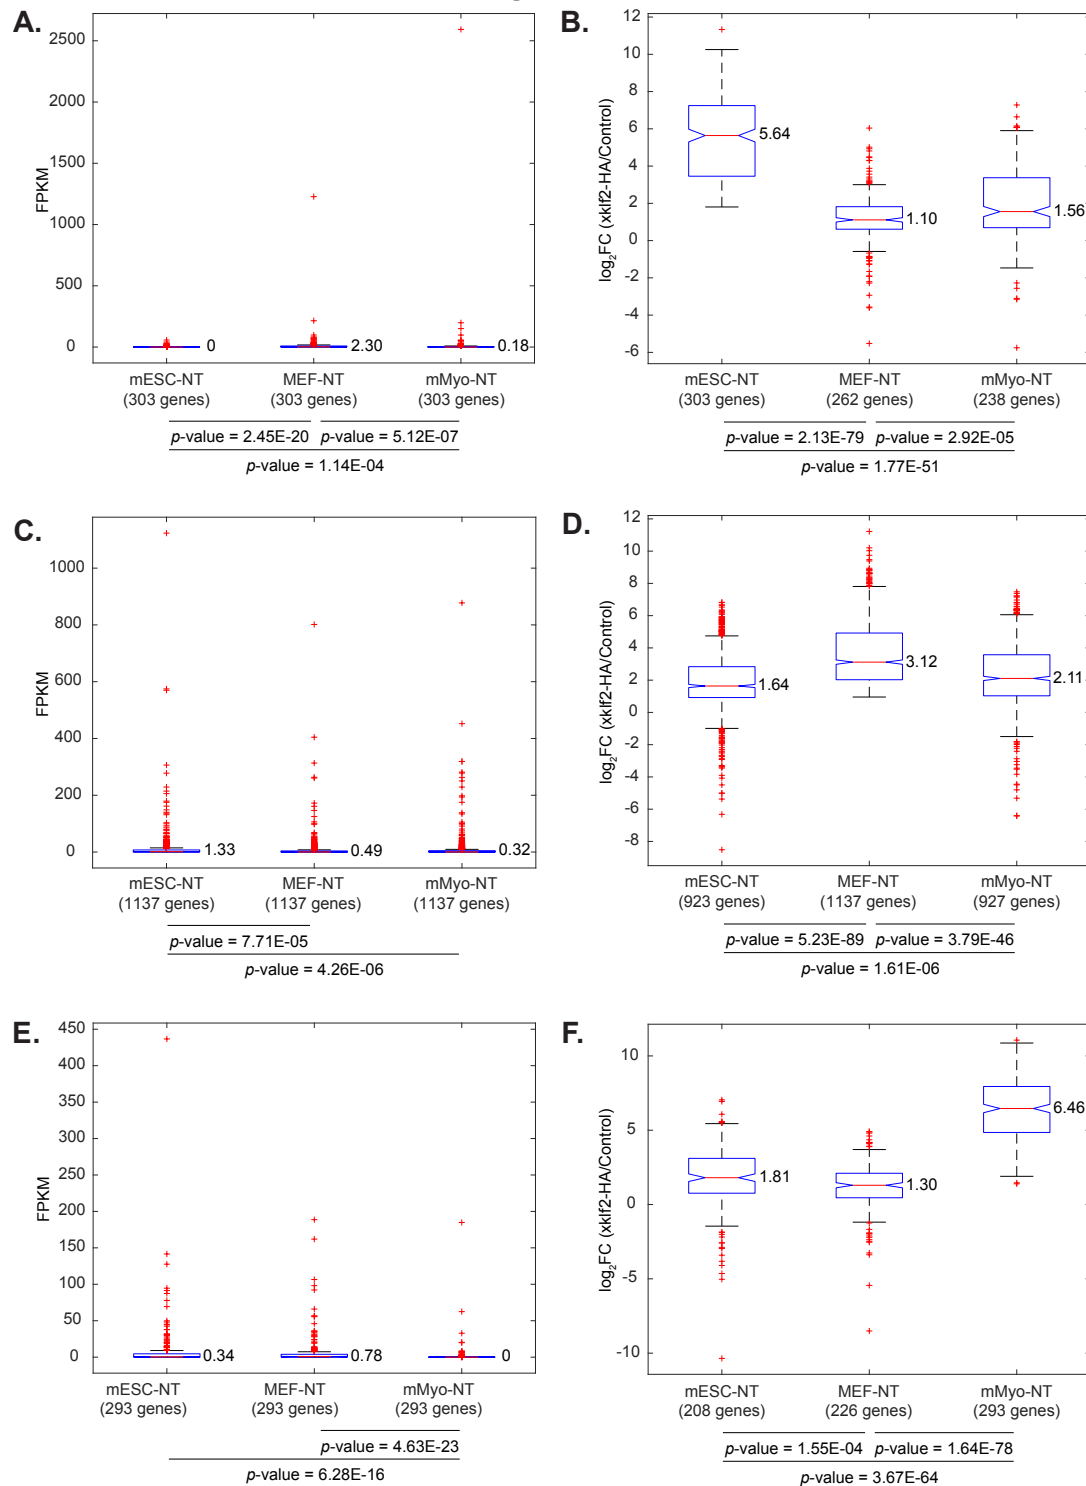 A.
FPKM
2500
2000
1500
1000
500
0
0
2.30
0.18
mESC-NT MEF-NT mMyo-NT
(303 genes) (303 genes) (303 genes)
p-value = 2.45E-20 p-value = 5.12E-07
p-value = 1.14E-04
B.
log2FC (xklf2-HA/Control)
12
10
8
6
4
2
0
-2
-4
-6
5.64
1.10
1.56
mESC-NT MEF-NT mMyo-NT
(303 genes) (262 genes) (238 genes)
p-value = 2.13E-79 p-value = 2.92E-05
p-value = 1.77E-51
C.
FPKM
1000
800
600
400
200
0
1.33
0.49
0.32
mESC-NT MEF-NT mMyo-NT
(1137 genes) (1137 genes) (1137 genes)
p-value = 7.71E-05
p-value = 4.26E-06
D.
log2FC (xklf2-HA/Control)
12
10
8
6
4
2
0
-2
-4
-6
-8
1.64
3.12
2.11
mESC-NT MEF-NT mMyo-NT
(923 genes) (1137 genes) (927 genes)
p-value = 5.23E-89 p-value = 3.79E-46
p-value = 1.61E-06
E.
FPKM
450
400
350
300
250
200
150
100
50
0
0.34
0.78
0
mESC-NT MEF-NT mMyo-NT
(293 genes) (293 genes) (293 genes)
p-value = 4.63E-23
p-value = 6.28E-16
F.
log2FC (xklf2-HA/Control)
10
5
0
-5
-10
1.81
1.30
6.46
mESC-NT MEF-NT mMyo-NT
(208 genes) (226 genes) (293 genes)
p-value = 1.55E-04 p-value = 1.64E-78
p-value = 3.67E-64